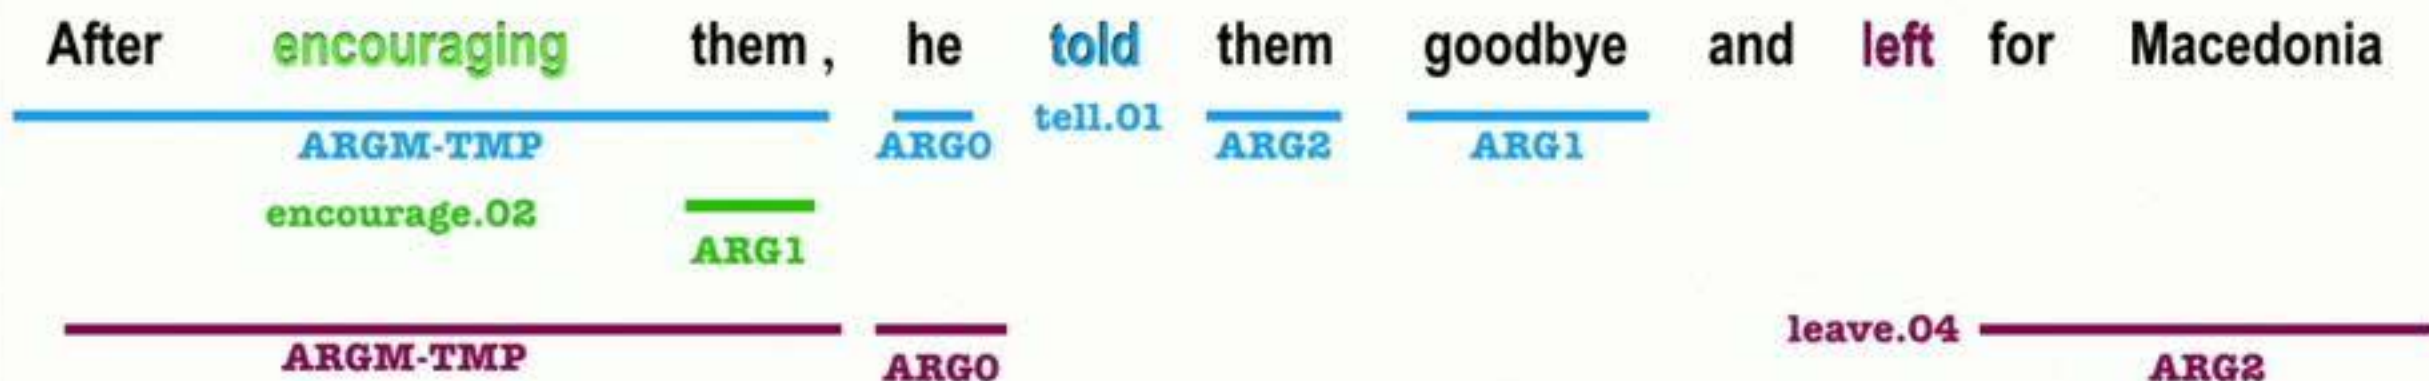 After encouraging them , he told them goodbye and left for Macedonia
ARGM-TMP ARG0 tell.01 ARG2 ARG1
encourage.02 ARG1
ARGM-TMP ARG0 leave.04 ARG2